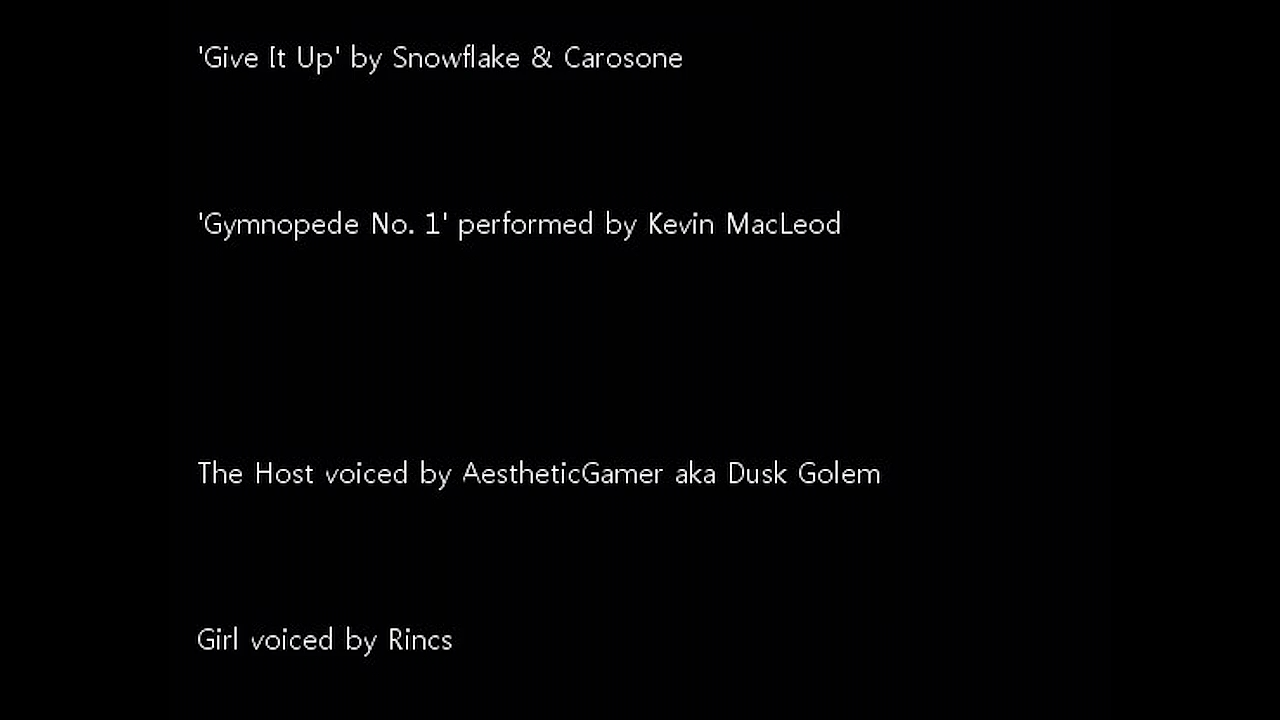 'Give It Up' by Snowflake & Carosone
'Gymnopede No. 1' performed by Kevin MacLeod
The Host voiced by AestheticGamer aka Dusk Golem
Girl voiced by Rincs